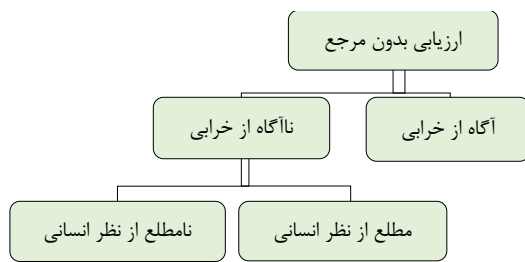 ارزیابی بدون مرجع
آگاه از خرابی
ناآگاه از خرابی
مطلع از نظر انسانی
نامطلع از نظر انسانی